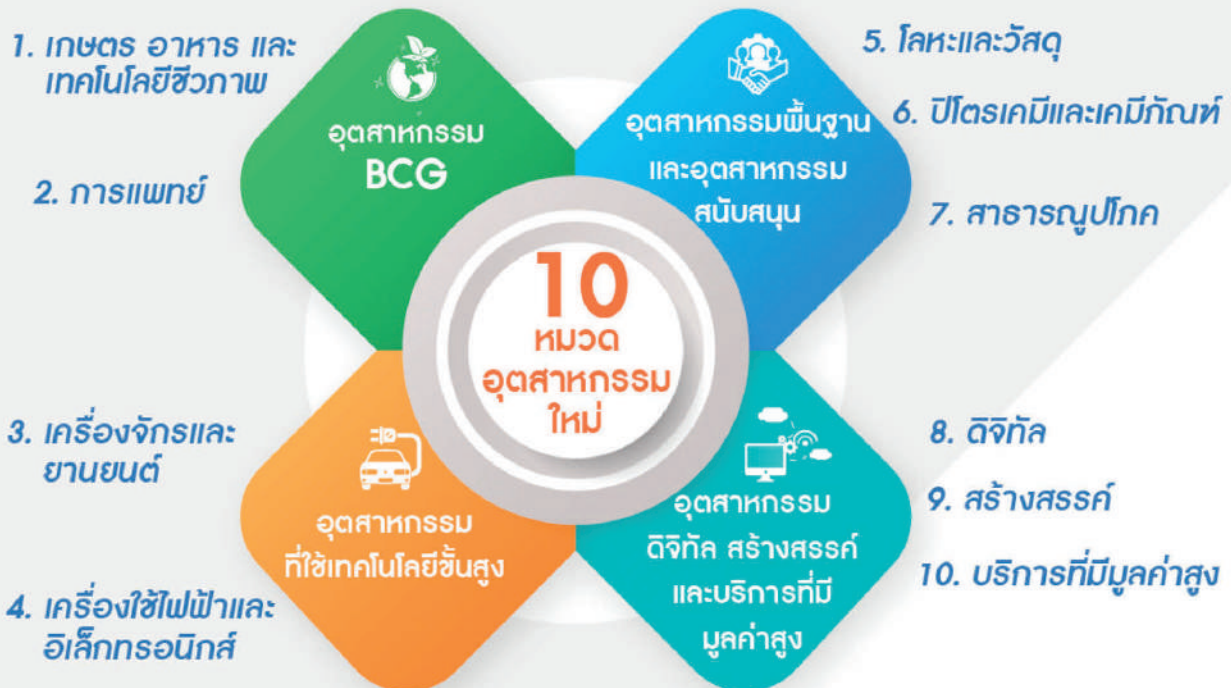 1. เกษตร อาหาร และ
เทคโนโลยีชีวภาพ
2. การแพทย์
อุตสาหกรรม
BCG
อุตสาหกรรมพื้นฐาน
และอุตสาหกรรม
สนับสนุน
5. โลหะและวัสดุ
6. ปิโตรเคมีและเคมีภัณฑ์
7. สาธารณูปโภค
10
หมวด
อุตสาหกรรม
ใหม่
3. เครื่องจักรและ
ยานยนต์
4. เครื่องใช้ไฟฟ้าและ
อิเล็กทรอนิกส์
อุตสาหกรรม
ที่ใช้เทคโนโลยีขั้นสูง
อุตสาหกรรม
ดิจิทัล สร้างสรรค์
และบริการที่มี
มูลค่าสูง
8. ดิจิทัล
9. สร้างสรรค์
10. บริการที่มีมูลค่าสูง